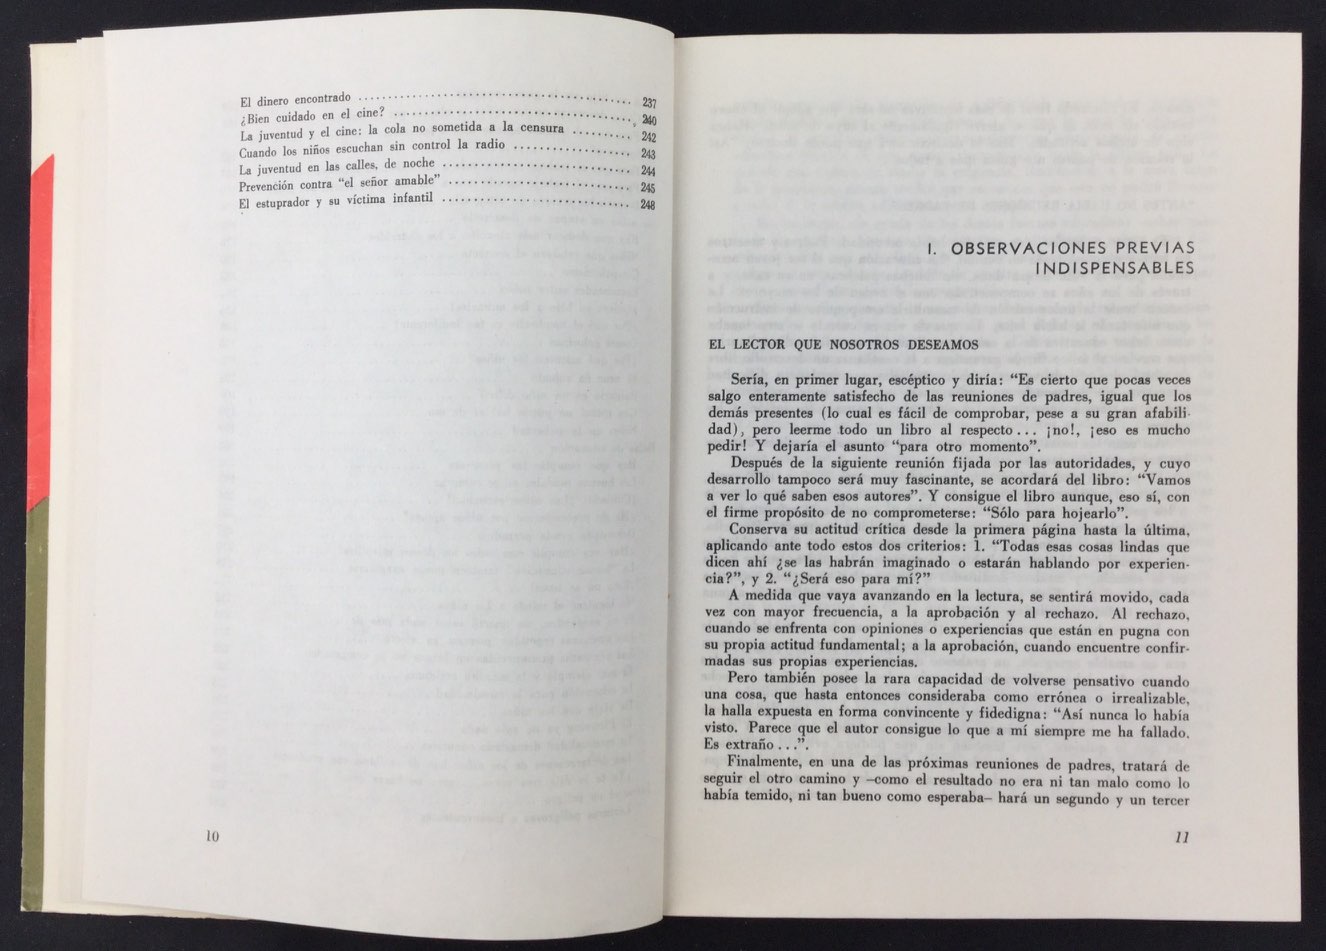 El dinero encontrado ........................................ 237
¿Bien cuidado en el cine? ................................... 240
La juventud y el cine: la cola no sometida a la censura .......... 242
Cuando los niños escuchan sin control la radio .................. 243
La juventud en las calles, de noche ............................ 244
Prevención contra “el señor amable” ........................... 245
El estuprador y su víctima infantil ............................ 248
10
I. OBSERVACIONES PREVIAS
INDISPENSABLES
EL LECTOR QUE NOSOTROS DESEAMOS
Sería, en primer lugar, escéptico y diría: “Es cierto que pocas veces
salgo enteramente satisfecho de las reuniones de padres, igual que los
demás presentes (lo cual es fácil de comprobar, pese a su gran afabili-
dad), pero leerme todo un libro al respecto... ¡no!, ¡eso es mucho
pedir! Y dejaría el asunto “para otro momento”.
Después de la siguiente reunión fijada por las autoridades, y cuyo
desarrollo tampoco será muy fascinante, se acordará del libro: “Vamos
a ver lo qué saben esos autores”. Y consigue el libro aunque, eso sí, con
el firme propósito de no comprometerse: “Sólo para hojearlo”.
Conserva su actitud crítica desde la primera página hasta la última,
aplicando ante todo estos dos criterios: 1. “Todas esas cosas lindas que
dicen ahí ¿se las habrán imaginado o estarán hablando por experien-
cia?”, y 2. “¿Será eso para mí?”
A medida que vaya avanzando en la lectura, se sentirá movido, cada
vez con mayor frecuencia, a la aprobación y al rechazo. Al rechazo,
cuando se enfrenta con opiniones o experiencias que están en pugna con
su propia actitud fundamental; a la aprobación, cuando encuentre confir-
madas sus propias experiencias.
Pero también posee la rara capacidad de volverse pensativo cuando
una cosa, que hasta entonces consideraba como errónea o irrealizable,
la halla expuesta en forma convincente y fidedigna: “Así nunca lo había
visto. Parece que el autor consigue lo que a mí siempre me ha fallado.
Es extraño...”.
Finalmente, en una de las próximas reuniones de padres, tratará de
seguir el otro camino y –como el resultado no era ni tan malo como lo
había temido, ni tan bueno como esperaba– hará un segundo y un tercer
11